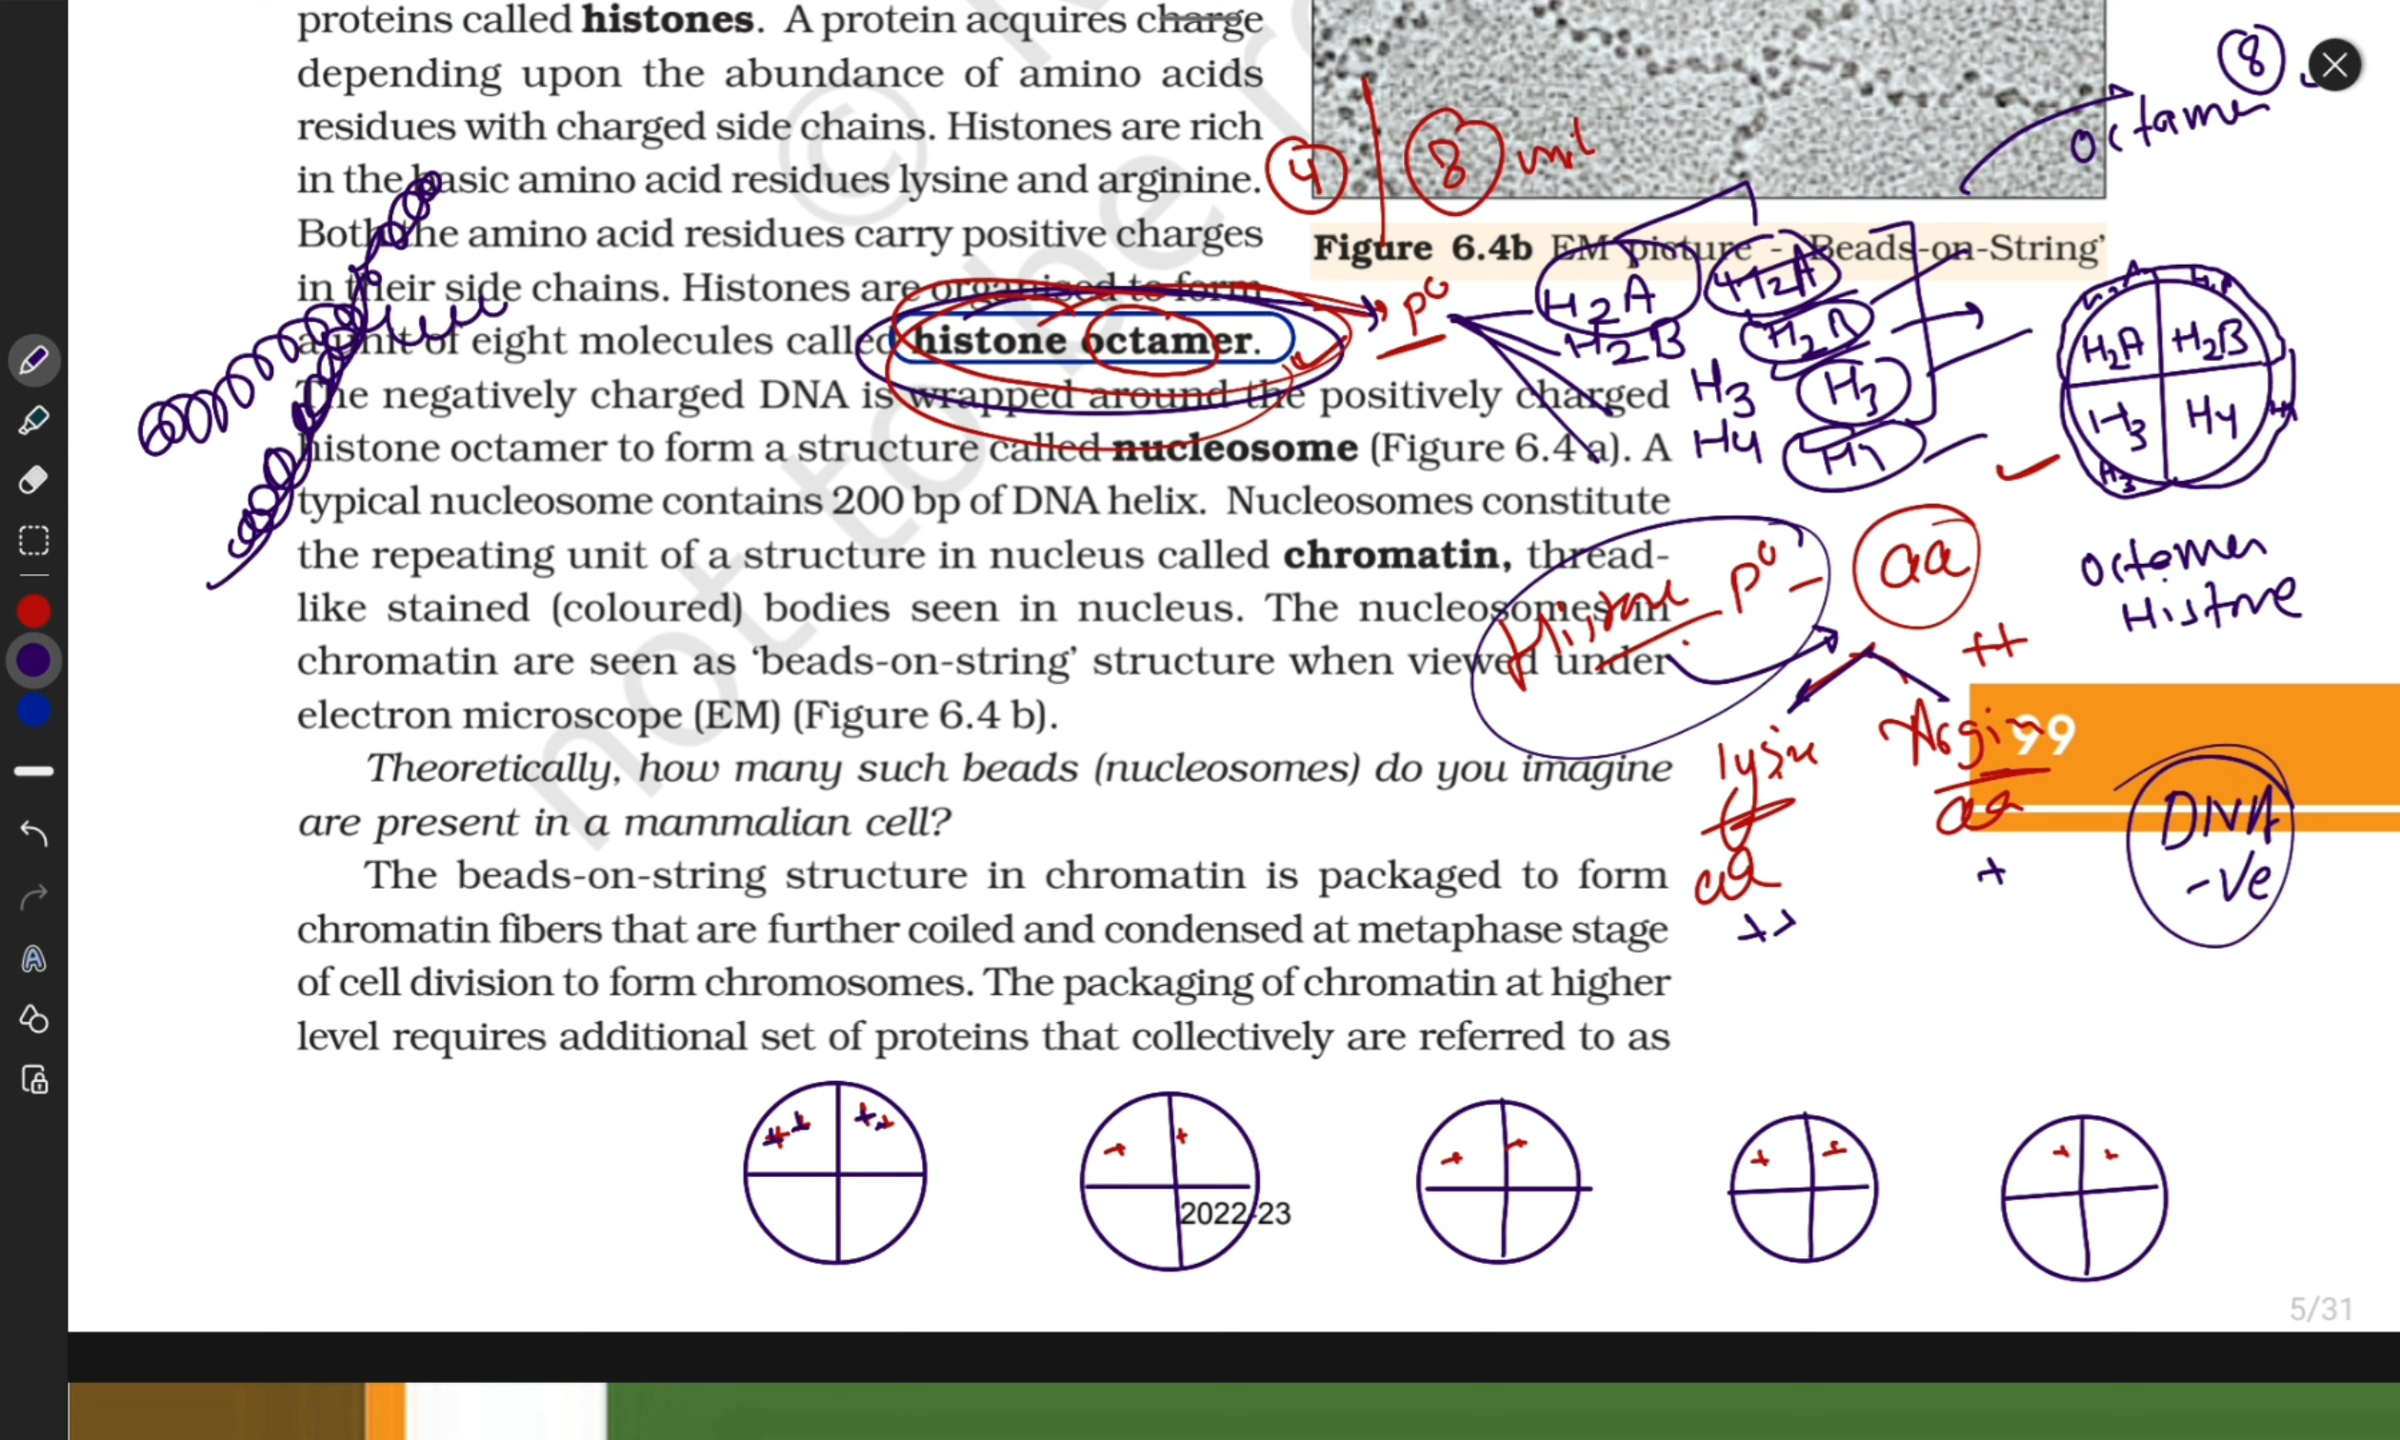 proteins called histones. A protein acquires charge
depending upon the abundance of amino acids
residues with charged side chains. Histones are rich
in the basic amino acid residues lysine and arginine.
Both the amino acid residues carry positive charges
in their side chains. Histones are organised to form
a unit of eight molecules called histone octamer.
The negatively charged DNA is wrapped around the positively charged
histone octamer to form a structure called nucleosome (Figure 6.4 a). A
typical nucleosome contains 200 bp of DNA helix. Nucleosomes constitute
the repeating unit of a structure in nucleus called chromatin, thread-
like stained (coloured) bodies seen in nucleus. The nucleosomes in
chromatin are seen as ‘beads-on-string’ structure when viewed under
electron microscope (EM) (Figure 6.4 b).
Theoretically, how many such beads (nucleosomes) do you imagine
are present in a mammalian cell?
The beads-on-string structure in chromatin is packaged to form
chromatin fibers that are further coiled and condensed at metaphase stage
of cell division to form chromosomes. The packaging of chromatin at higher
level requires additional set of proteins that collectively are referred to as
Figure 6.4b EM picture - ‘Beads-on-String’
4 8 unit
8
octamer
H2A H2A
H2B H2B
H3 H3
H4
H2A H2B
H3 H4
H3
octemer
Histone
Histone
aa
++
lysine
aa
++
aa
+
99
DNA
-Ve
2022-23
5/31
not to be re
©